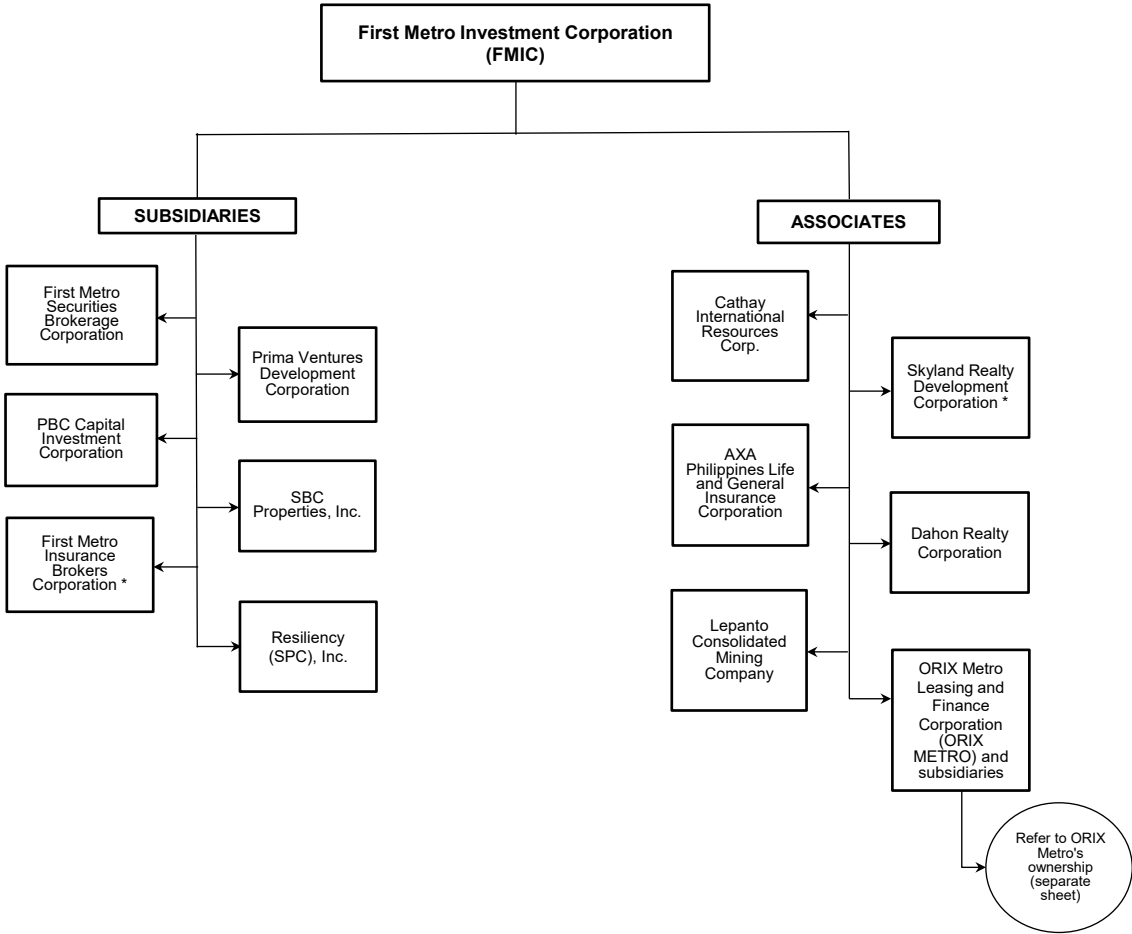 First Metro Investment Corporation
(FMIC)
SUBSIDIARIES
First Metro
Securities
Brokerage
Corporation
Prima Ventures
Development
Corporation
PBC Capital
Investment
Corporation
SBC
Properties, Inc.
First Metro
Insurance
Brokers
Corporation *
Resiliency
(SPC), Inc.
ASSOCIATES
Cathay
International
Resources
Corp.
Skyland Realty
Development
Corporation *
AXA
Philippines Life
and General
Insurance
Corporation
Dahon Realty
Corporation
Lepanto
Consolidated
Mining
Company
ORIX Metro
Leasing and
Finance
Corporation
(ORIX
METRO) and
subsidiaries
Refer to ORIX
Metro's
ownership
(separate
sheet)